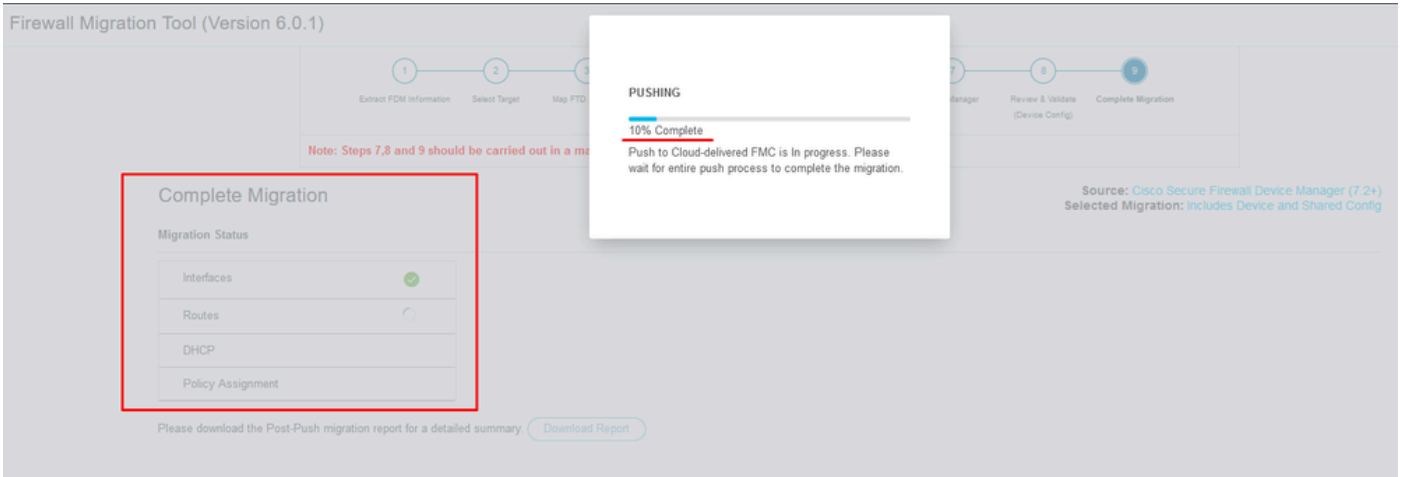 Firewall Migration Tool (Version 6.0.1)
1
2
3
7
8
9
Extract FDM Information
Select Target
Map FTD
Manager
Review & Validate
(Device Config)
Complete Migration
Note: Steps 7,8 and 9 should be carried out in a ma
PUSHING
10% Complete
Push to Cloud-delivered FMC is In progress. Please
wait for entire push process to complete the migration.
Complete Migration
Source: Cisco Secure Firewall Device Manager (7.2+)
Selected Migration: Includes Device and Shared Config
Migration Status
Interfaces
Routes
DHCP
Policy Assignment
Please download the Post-Push migration report for a detailed summary. Download Report